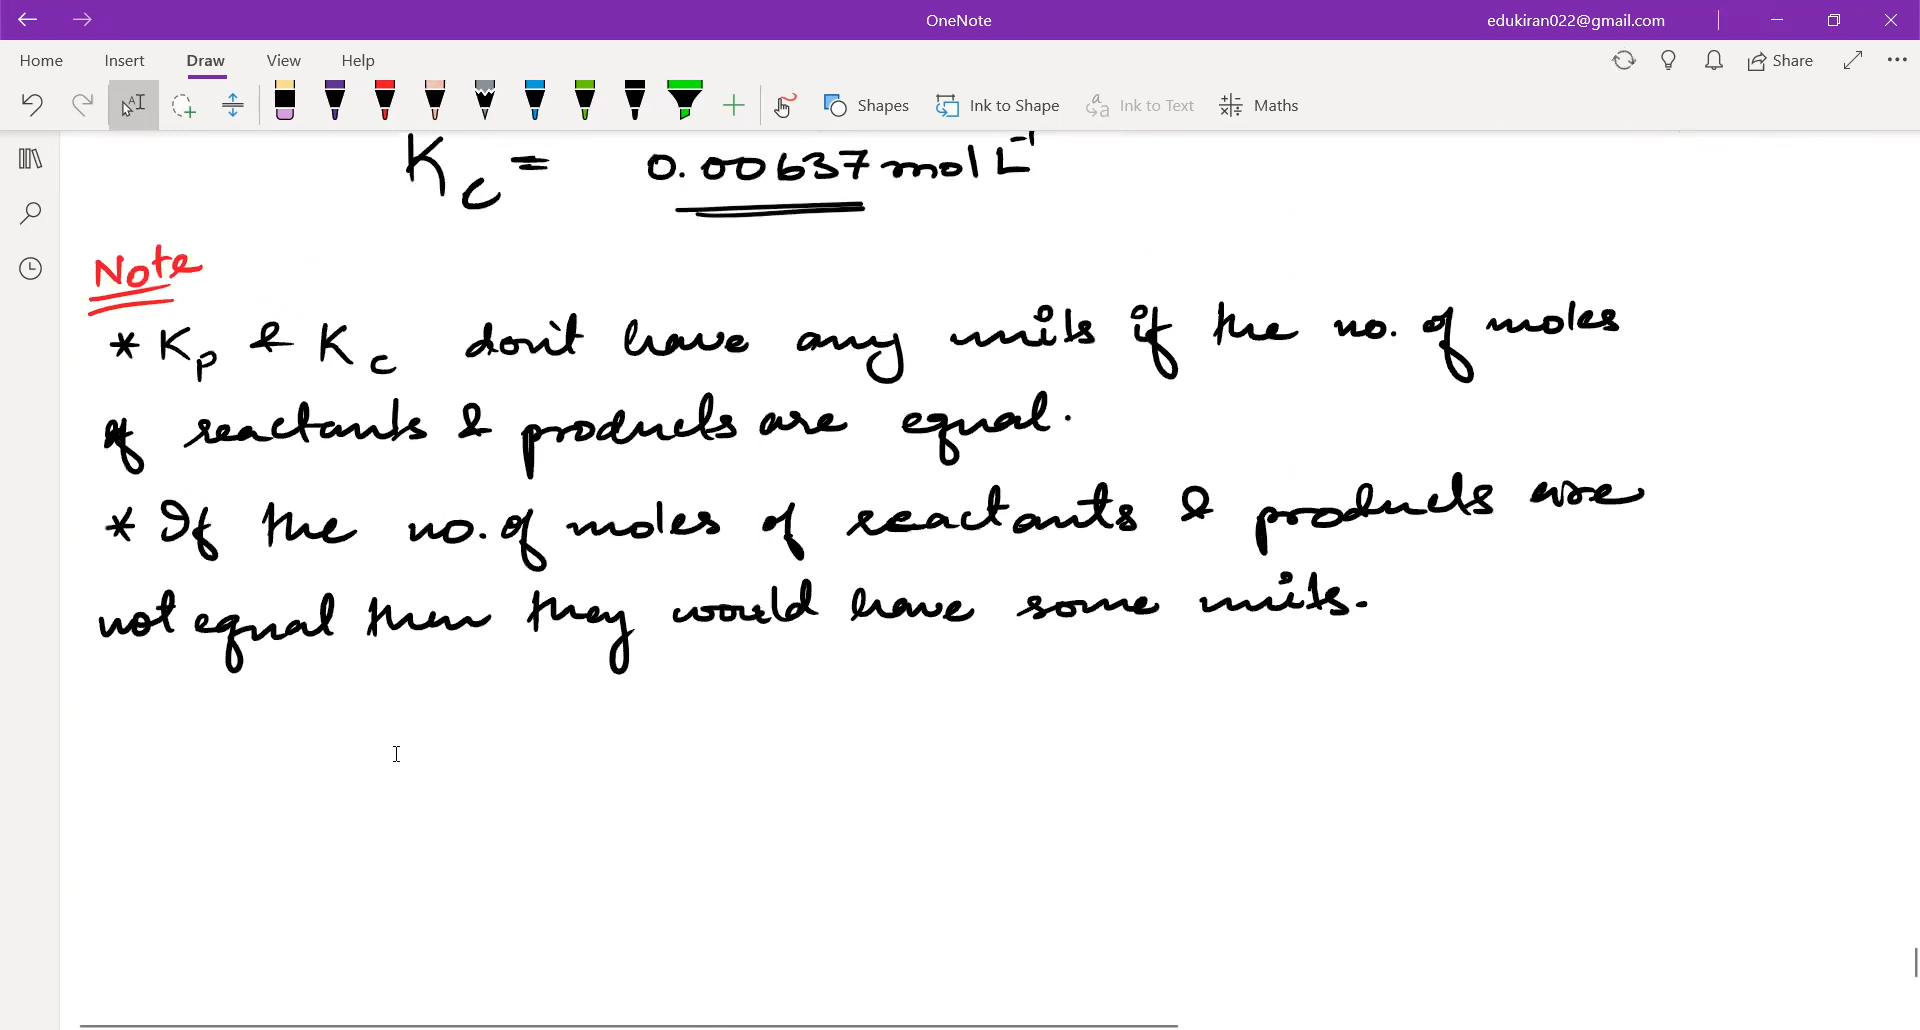 OneNote
edukiran022@gmail.com
Home Insert Draw View Help
Share
Shapes Ink to Shape Ink to Text Maths
Kc = 0.00637 mol L⁻¹
Note
* Kp & Kc don't have any units if the no. of moles
of reactants & products are equal.
* If the no. of moles of reactants & products are
not equal then they would have some units.